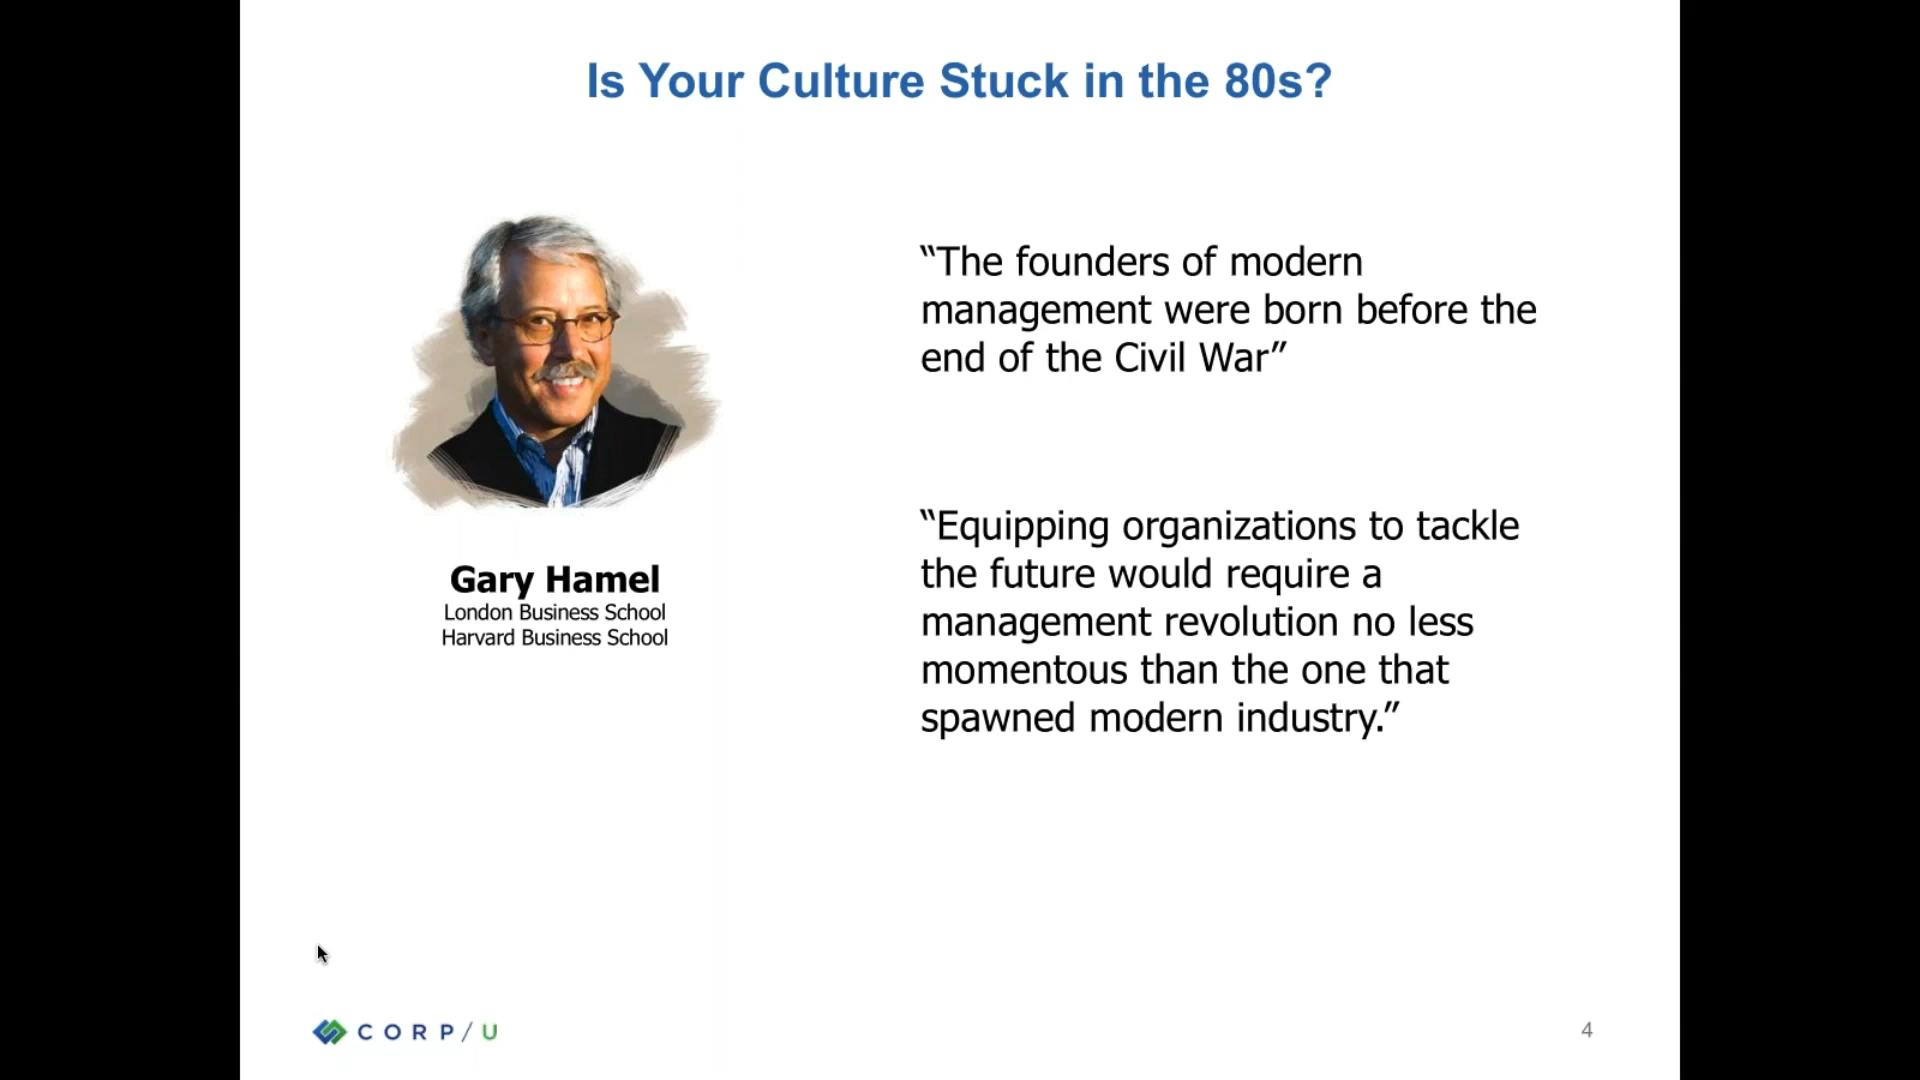 Is Your Culture Stuck in the 80s?
“The founders of modern
management were born before the
end of the Civil War”
“Equipping organizations to tackle
the future would require a
management revolution no less
momentous than the one that
spawned modern industry.”
Gary Hamel
London Business School
Harvard Business School
CORP/U
4